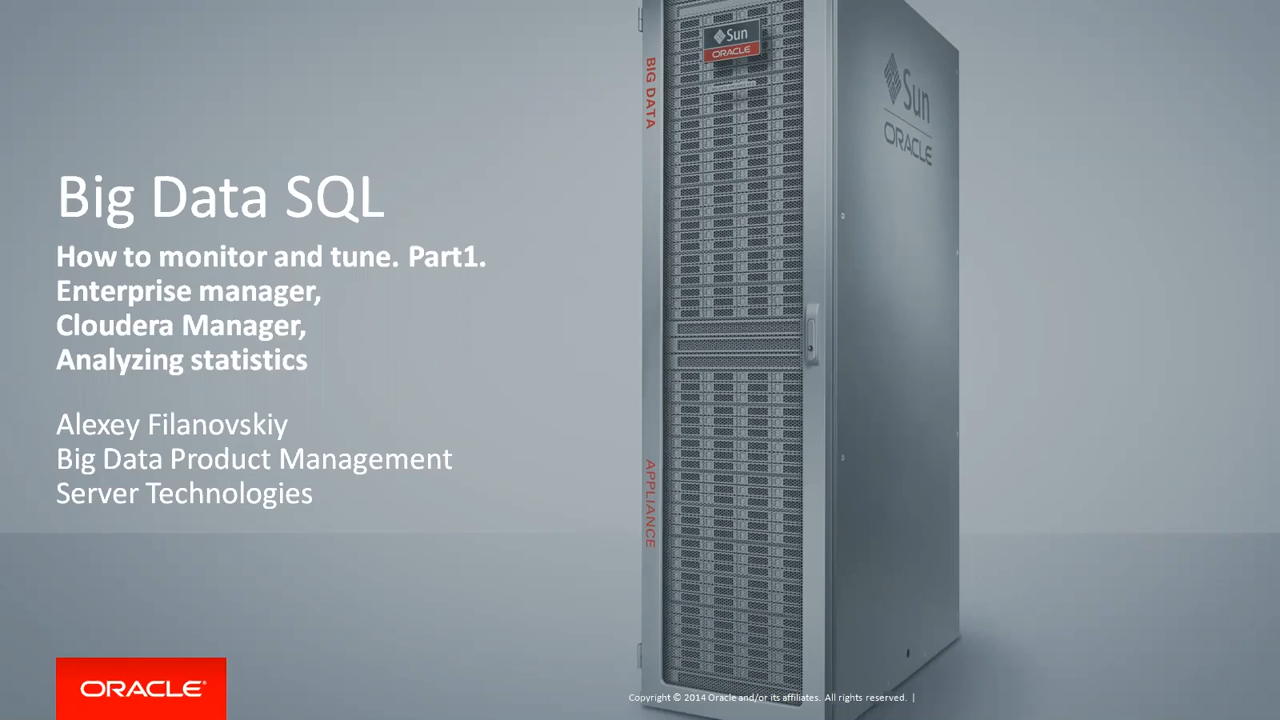 Big Data SQL
How to monitor and tune. Part1.
Enterprise manager,
Cloudera Manager,
Analyzing statistics
Alexey Filanovskiy
Big Data Product Management
Server Technologies
ORACLE®
Sun
ORACLE
BIG DATA
APPLIANCE
Sun
ORACLE
Copyright © 2014 Oracle and/or its affiliates. All rights reserved. |